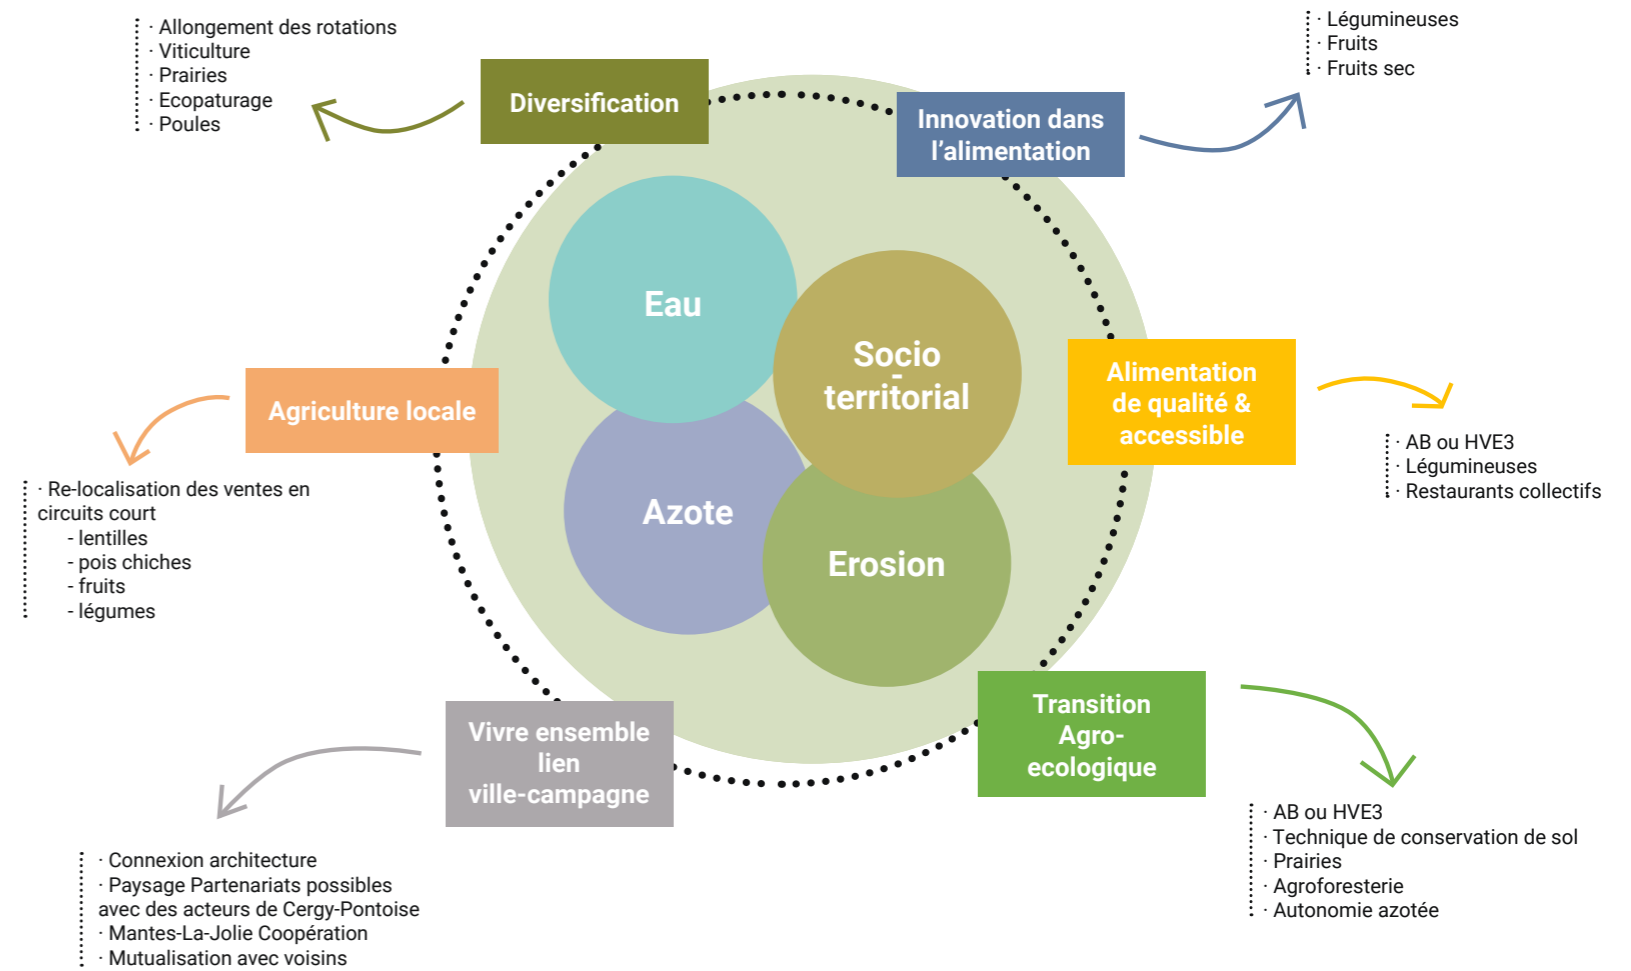 · Allongement des rotations
· Viticulture
· Prairies
· Ecopaturage
· Poules
Diversification
Innovation dans
l'alimentation
· Légumineuses
· Fruits
· Fruits sec
Eau
Socio
-
territorial
Azote
Erosion
Agriculture locale
· Re-localisation des ventes en
circuits court
- lentilles
- pois chiches
- fruits
- légumes
Alimentation
de qualité &
accessible
· AB ou HVE3
· Légumineuses
· Restaurants collectifs
Vivre ensemble
lien
ville-campagne
· Connexion architecture
· Paysage Partenariats possibles
avec des acteurs de Cergy-Pontoise
· Mantes-La-Jolie Coopération
· Mutualisation avec voisins
Transition
Agro-
ecologique
· AB ou HVE3
· Technique de conservation de sol
· Prairies
· Agroforesterie
· Autonomie azotée